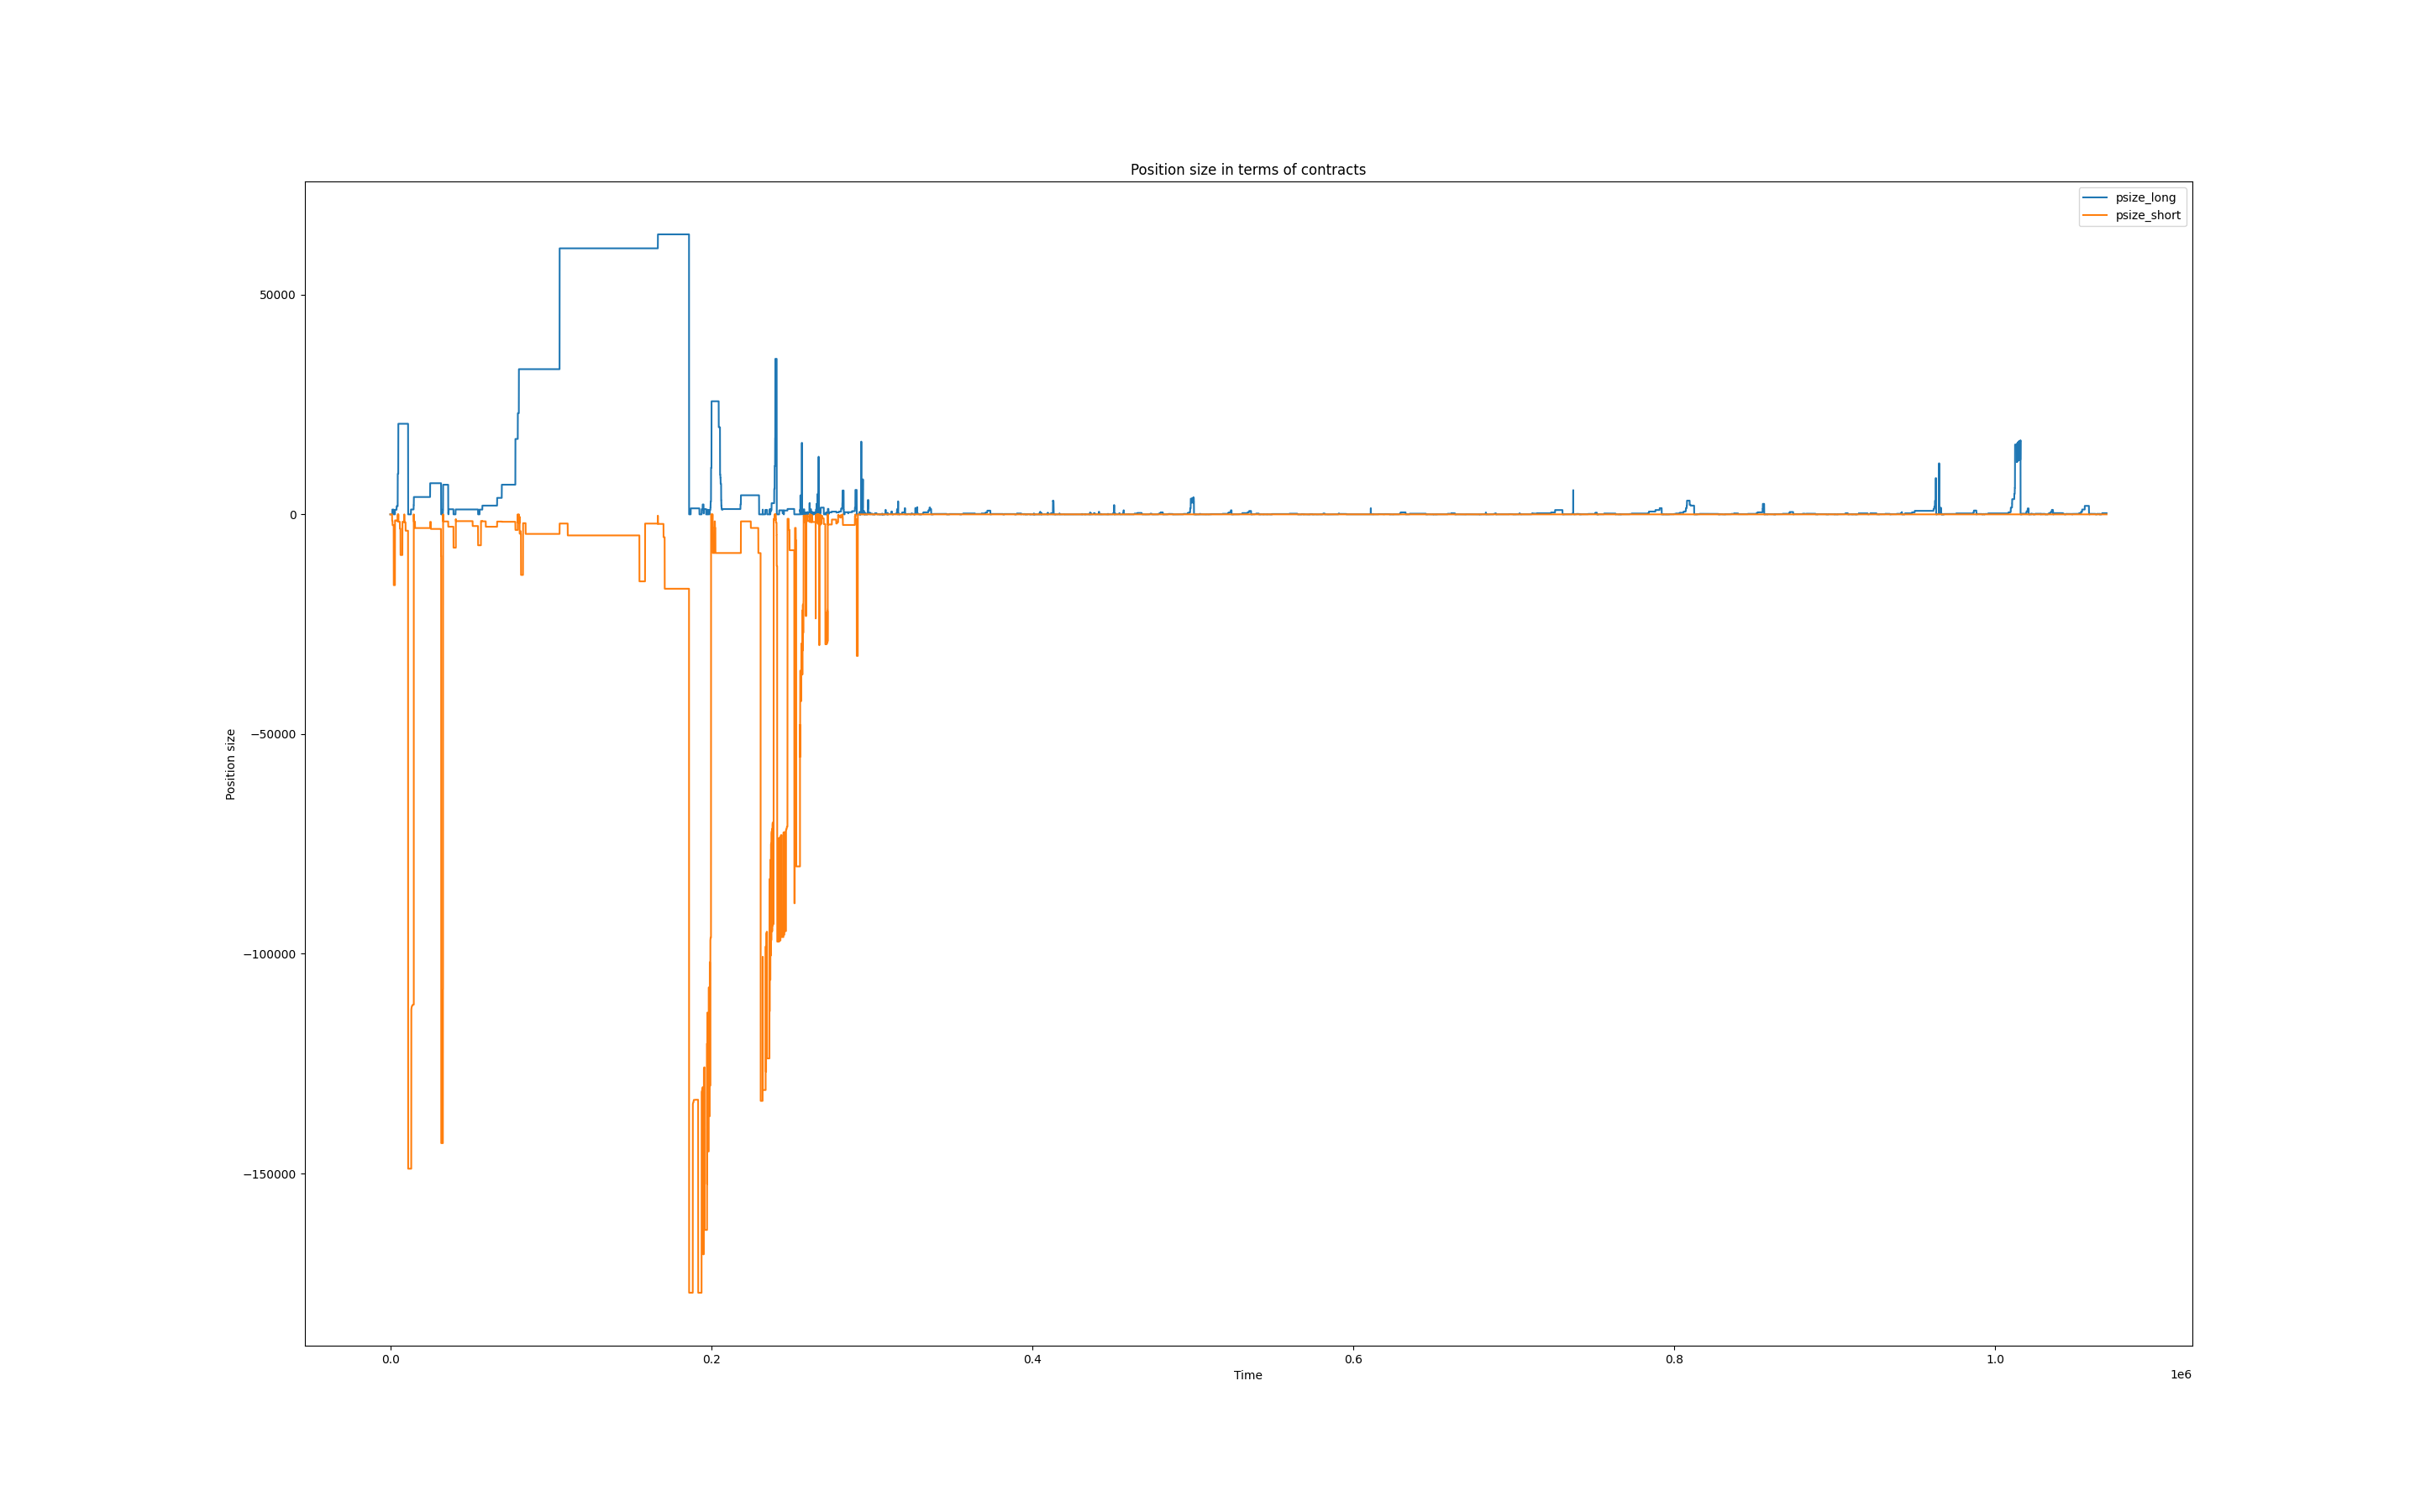 Position size in terms of contracts
psize_long
psize_short
50000
0
−50000
−100000
−150000
Position size
0.0
0.2
0.4
0.6
0.8
1.0
1e6
Time